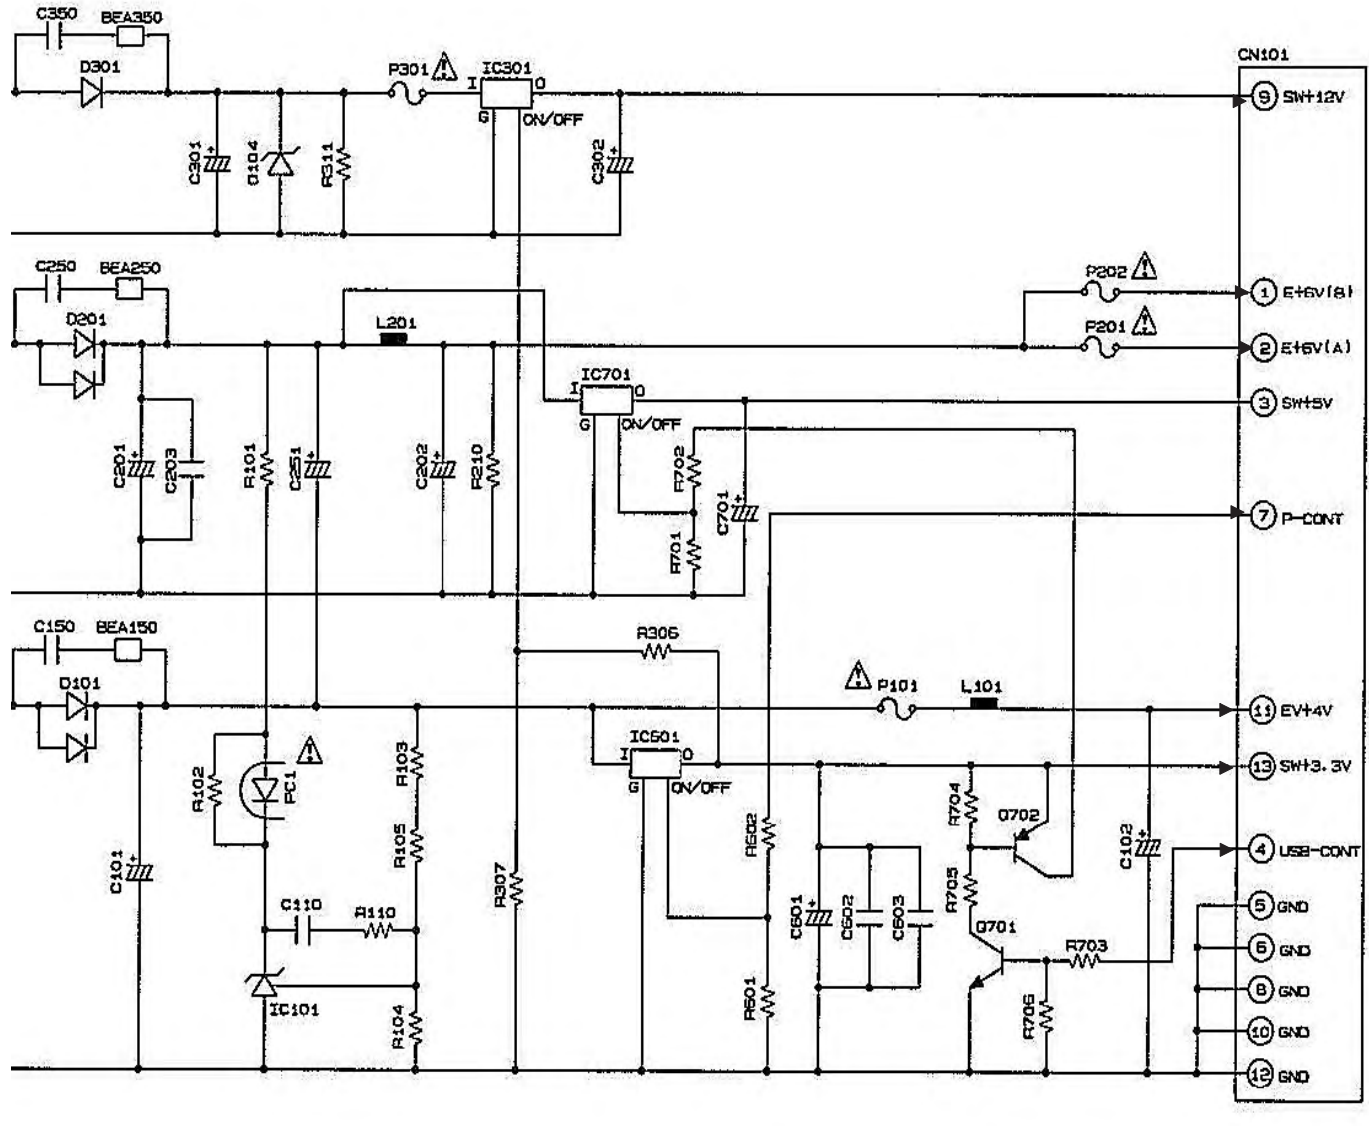 C350 BEA350
D301
P301
IC301
I O
G ON/OFF
C301
D104
R311
C302
CN101
9 SW+12V
C250 BEA250
D201
L201
P202
1 E+6V(B)
P201
2 E+6V(A)
IC701
I O
G ON/OFF
3 SW+5V
C201
C203
R101
C251
C202
R210
R702
R701
C701
7 P-CONT
C150 BEA150
D101
R306
P101
L101
11 EV+4V
IC601
I O
G ON/OFF
13 SW+3.3V
R102
PC1
R103
R105
C101
R307
R602
R704
Q702
R705
C102
4 USB-CONT
C110
R110
C601
C602
C603
Q701
R703
5 GND
6 GND
IC101
R104
R601
R706
8 GND
10 GND
12 GND